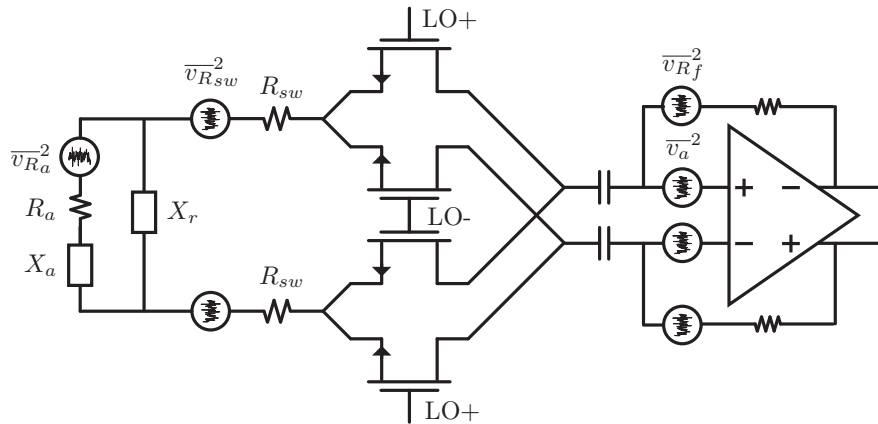 LO+
$\overline{v_{R_{sw}}}^2$
$R_{sw}$
$\overline{v_{R_f}}^2$
$\overline{v_{R_a}}^2$
$\overline{v_a}^2$
+
−
$R_a$
$X_r$
LO-
$X_a$
−
+
$R_{sw}$
LO+